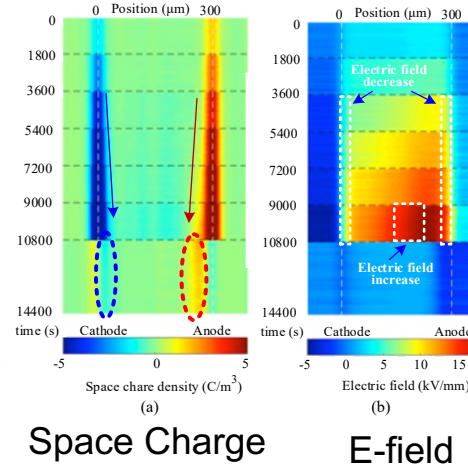 0 Position (μm) 300
0
1800
3600
5400
7200
9000
10800
14400
time (s) Cathode Anode
-5 0 5
Space chare density (C/m³)
(a)
0 Position (μm) 300
0
1800
3600
5400
7200
9000
10800
14400
Electric field
decrease
Electric field
increase
time (s) Cathode Anode
-5 0 5 10 15
Electric field (kV/mm)
(b)
Space Charge
E-field